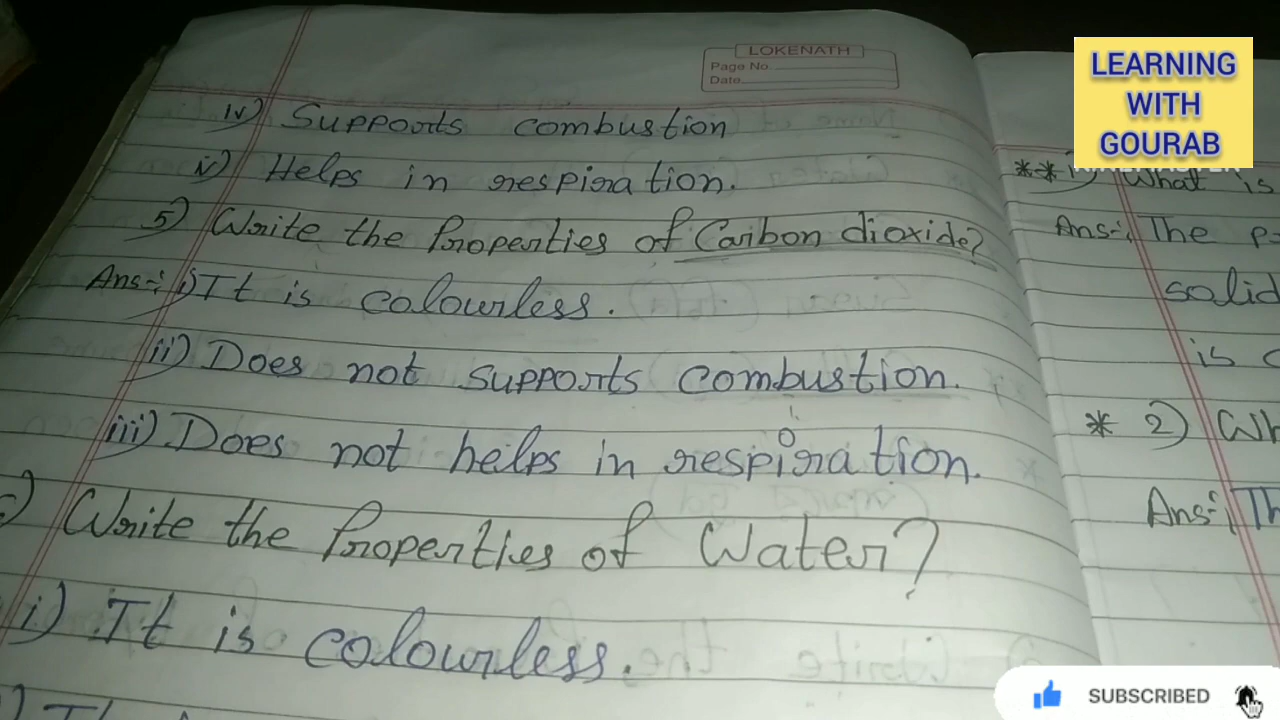 LOKENATH
Page No.
Date
iv) Supports combustion
v) Helps in respiration.
5) Write the Properties of Carbon dioxide?
Ans:- i) It is colourless.
ii) Does not supports combustion.
iii) Does not helps in respiration.
) Write the Properties of Water?
i) It is colourless.
LEARNING
WITH
GOURAB
**1) What is
Ans:- The
solid
is
* 2)
Ans:-
SUBSCRIBED